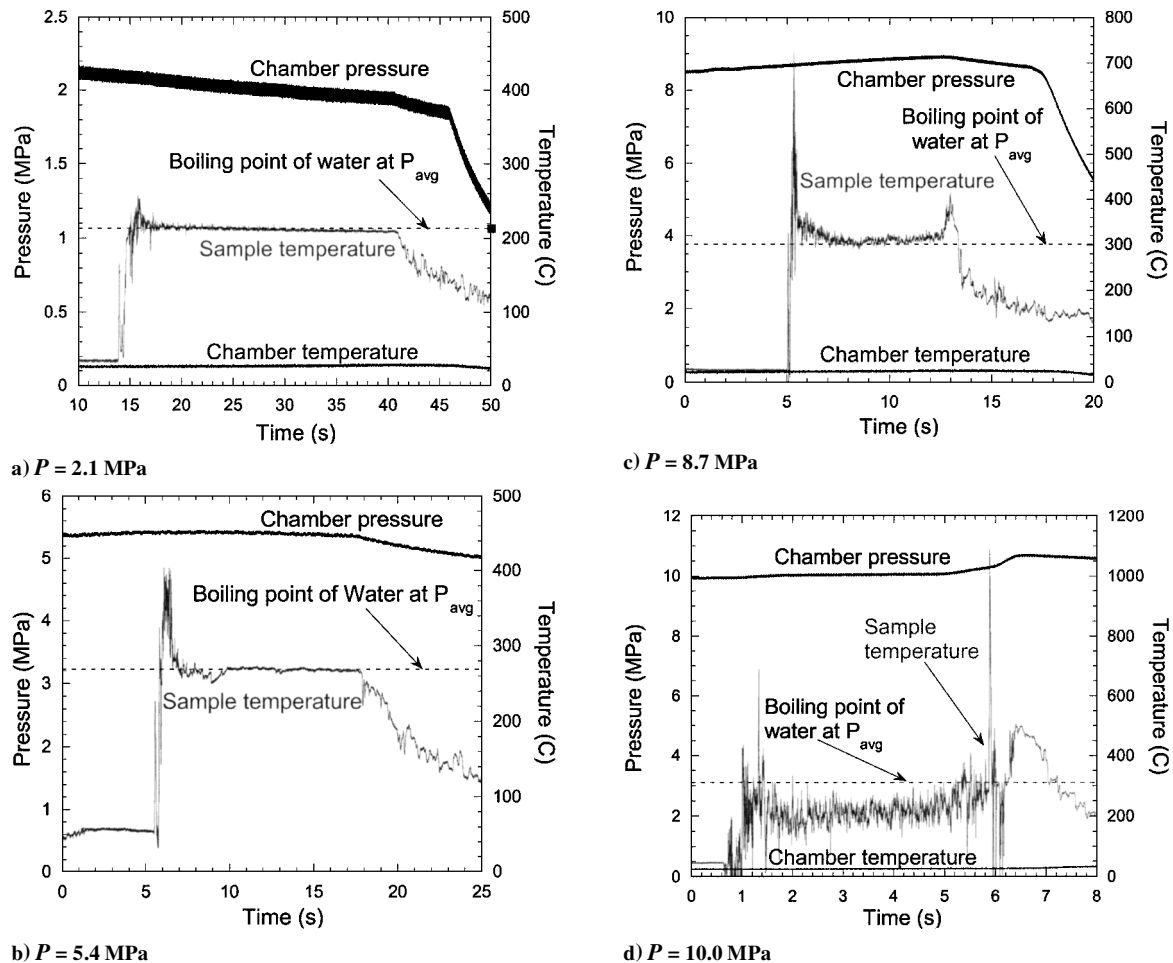 2.5
2
1.5
1
0.5
0
500
400
300
200
100
0
10 15 20 25 30 35 40 45 50
Pressure (MPa)
Temperature (C)
Time (s)
Chamber pressure
Boiling point of water at Pavg
Sample temperature
Chamber temperature
a) P = 2.1 MPa
6
5
4
3
2
1
0
500
400
300
200
100
0
0 5 10 15 20 25
Pressure (MPa)
Temperature (C)
Time (s)
Chamber pressure
Boiling point of Water at Pavg
Sample temperature
b) P = 5.4 MPa
10
8
6
4
2
0
800
700
600
500
400
300
200
100
0
0 5 10 15 20
Pressure (MPa)
Temperature (C)
Time (s)
Chamber pressure
Boiling point of
water at Pavg
Sample temperature
Chamber temperature
c) P = 8.7 MPa
12
10
8
6
4
2
0
1200
1000
800
600
400
200
0
0 1 2 3 4 5 6 7 8
Pressure (MPa)
Temperature (C)
Time (s)
Chamber pressure
Sample
temperature
Boiling point of
water at Pavg
Chamber temperature
d) P = 10.0 MPa